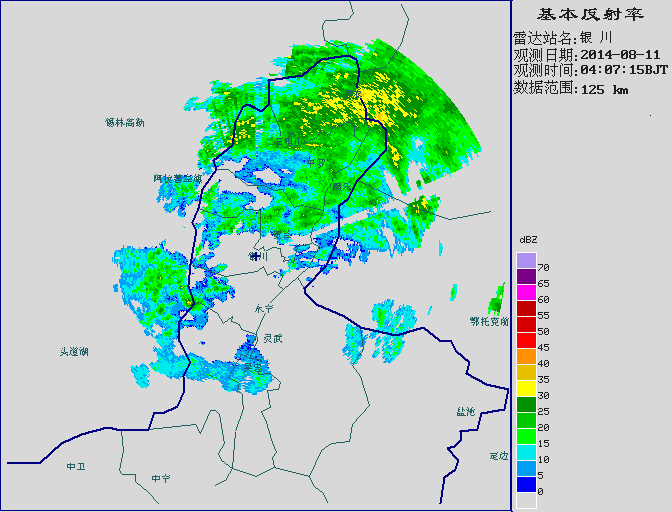 基本反射率
雷达站名:银 川
观测日期:2014-08-11
观测时间:04:07:15BJT
数据范围:125 km
锡林高勒
阿拉善左旗
平罗
陶乐
银川
永宁
灵武
头道湖
鄂托克前
盐池
定边
中卫
中宁
dBZ
70
65
60
55
50
45
40
35
30
25
20
15
10
5
0